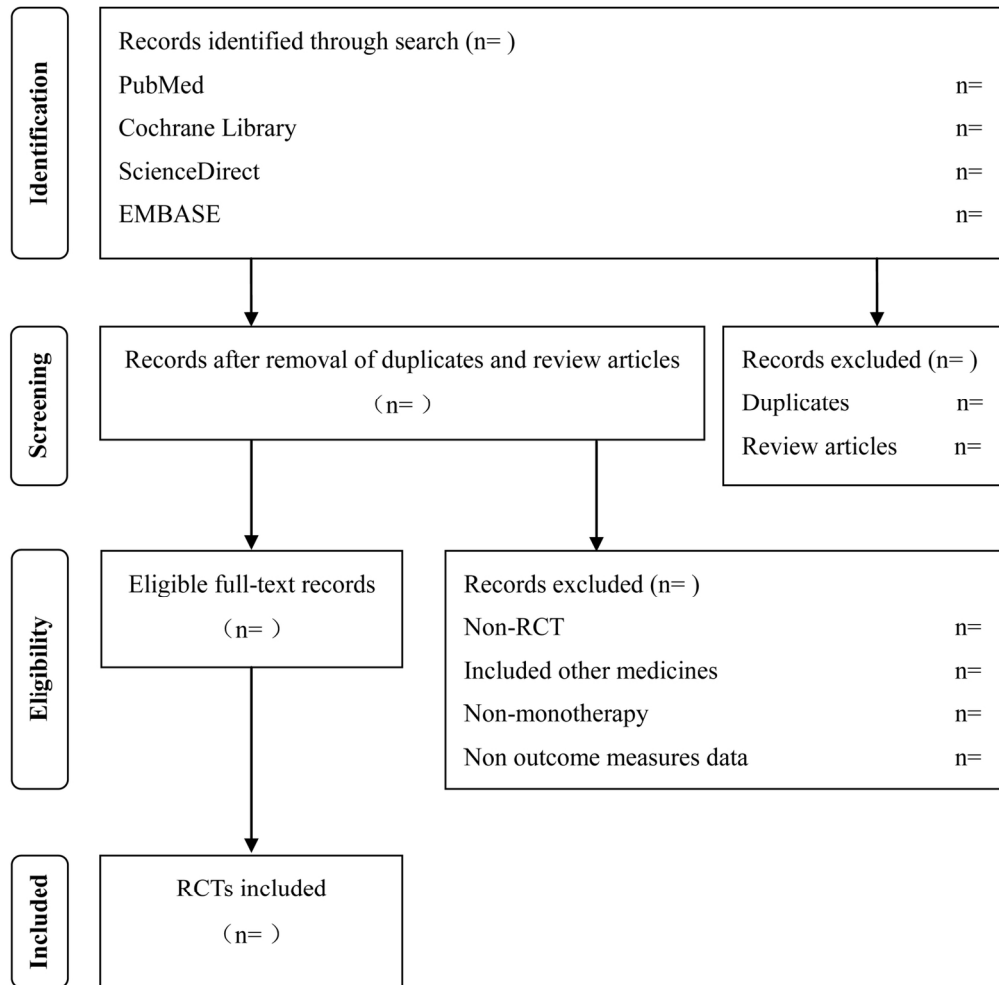 Identification
Records identified through search (n= )
PubMed n=
Cochrane Library n=
ScienceDirect n=
EMBASE n=
Screening
Records after removal of duplicates and review articles
（n= ）
Records excluded (n= )
Duplicates n=
Review articles n=
Eligibility
Eligible full-text records
（n= ）
Records excluded (n= )
Non-RCT n=
Included other medicines n=
Non-monotherapy n=
Non outcome measures data n=
Included
RCTs included
（n= ）